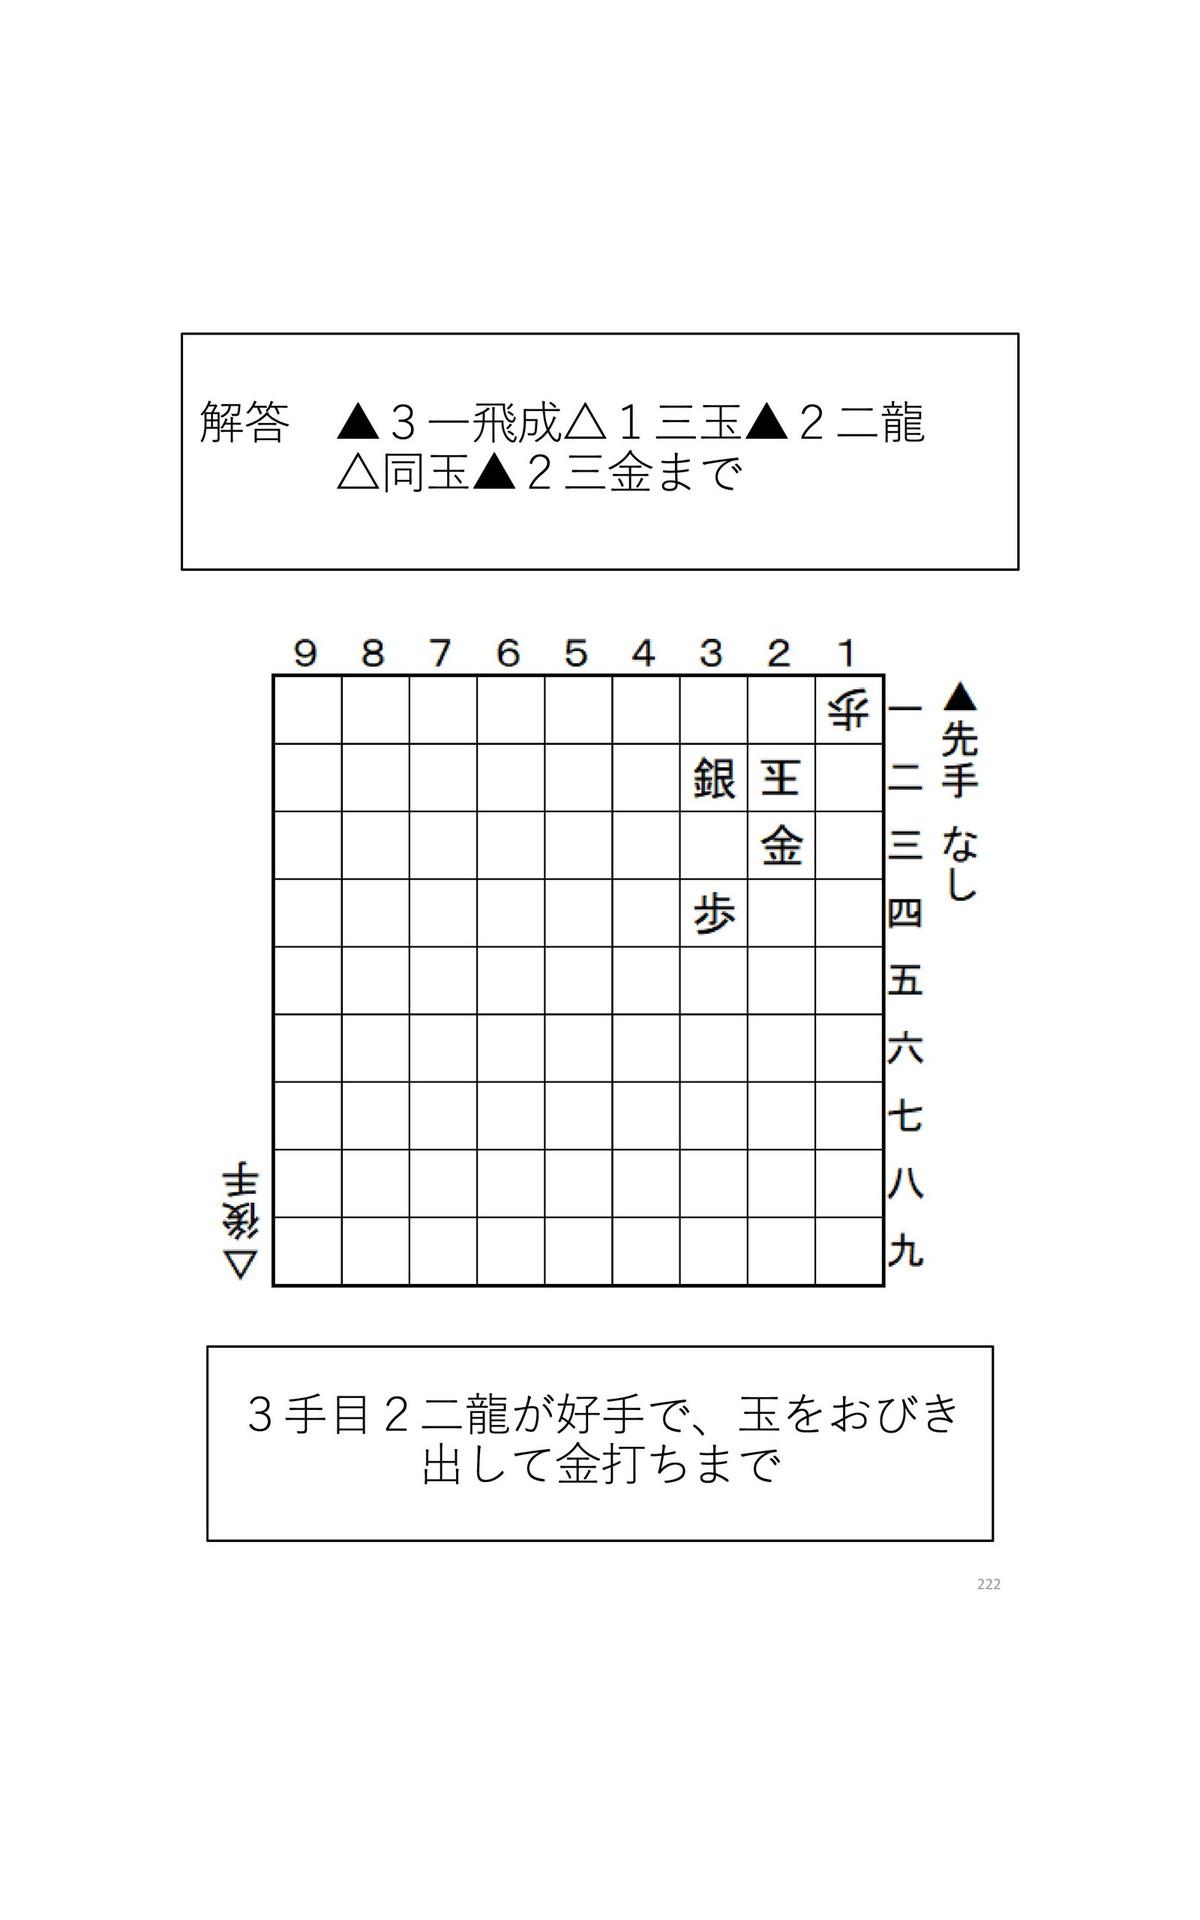 解答　▲３一飛成△１三玉▲２二龍
△同玉▲２三金まで
9 8 7 6 5 4 3 2 1
歩 一
銀 王 二
金 三
歩 四
五
六
七
八
九
▲先手 なし
△後手
３手目２二龍が好手で、玉をおびき
出して金打ちまで
222